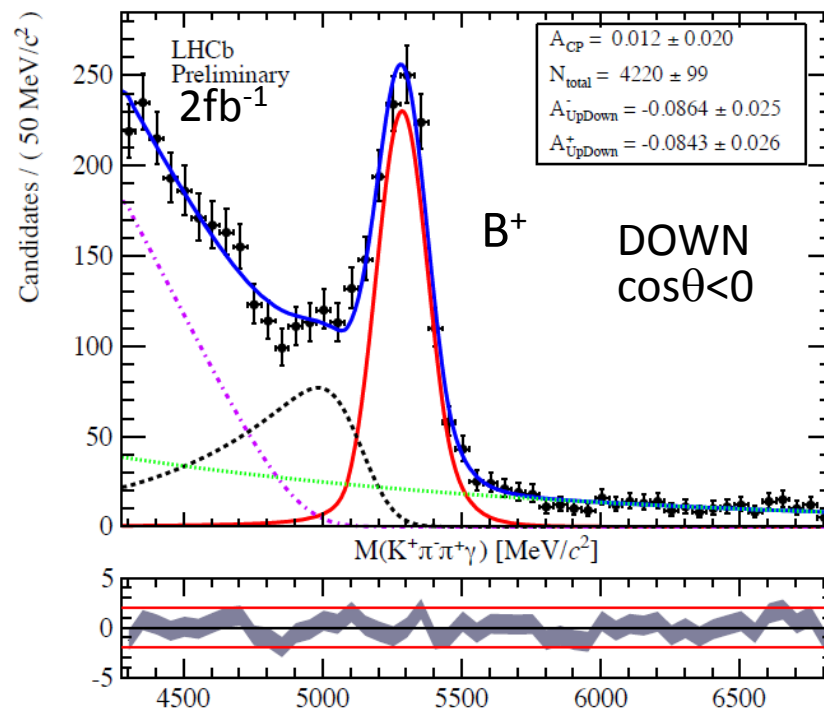 LHCb
Preliminary
2fb⁻¹
A_CP = 0.012 ± 0.020
N_total = 4220 ± 99
A⁻_UpDown = -0.0864 ± 0.025
A⁺_UpDown = -0.0843 ± 0.026
B⁺
DOWN
cosθ<0
Candidates / ( 50 MeV/c² )
250
200
150
100
50
0
M(K⁺π⁻π⁺γ) [MeV/c²]
5
0
-5
4500 5000 5500 6000 6500